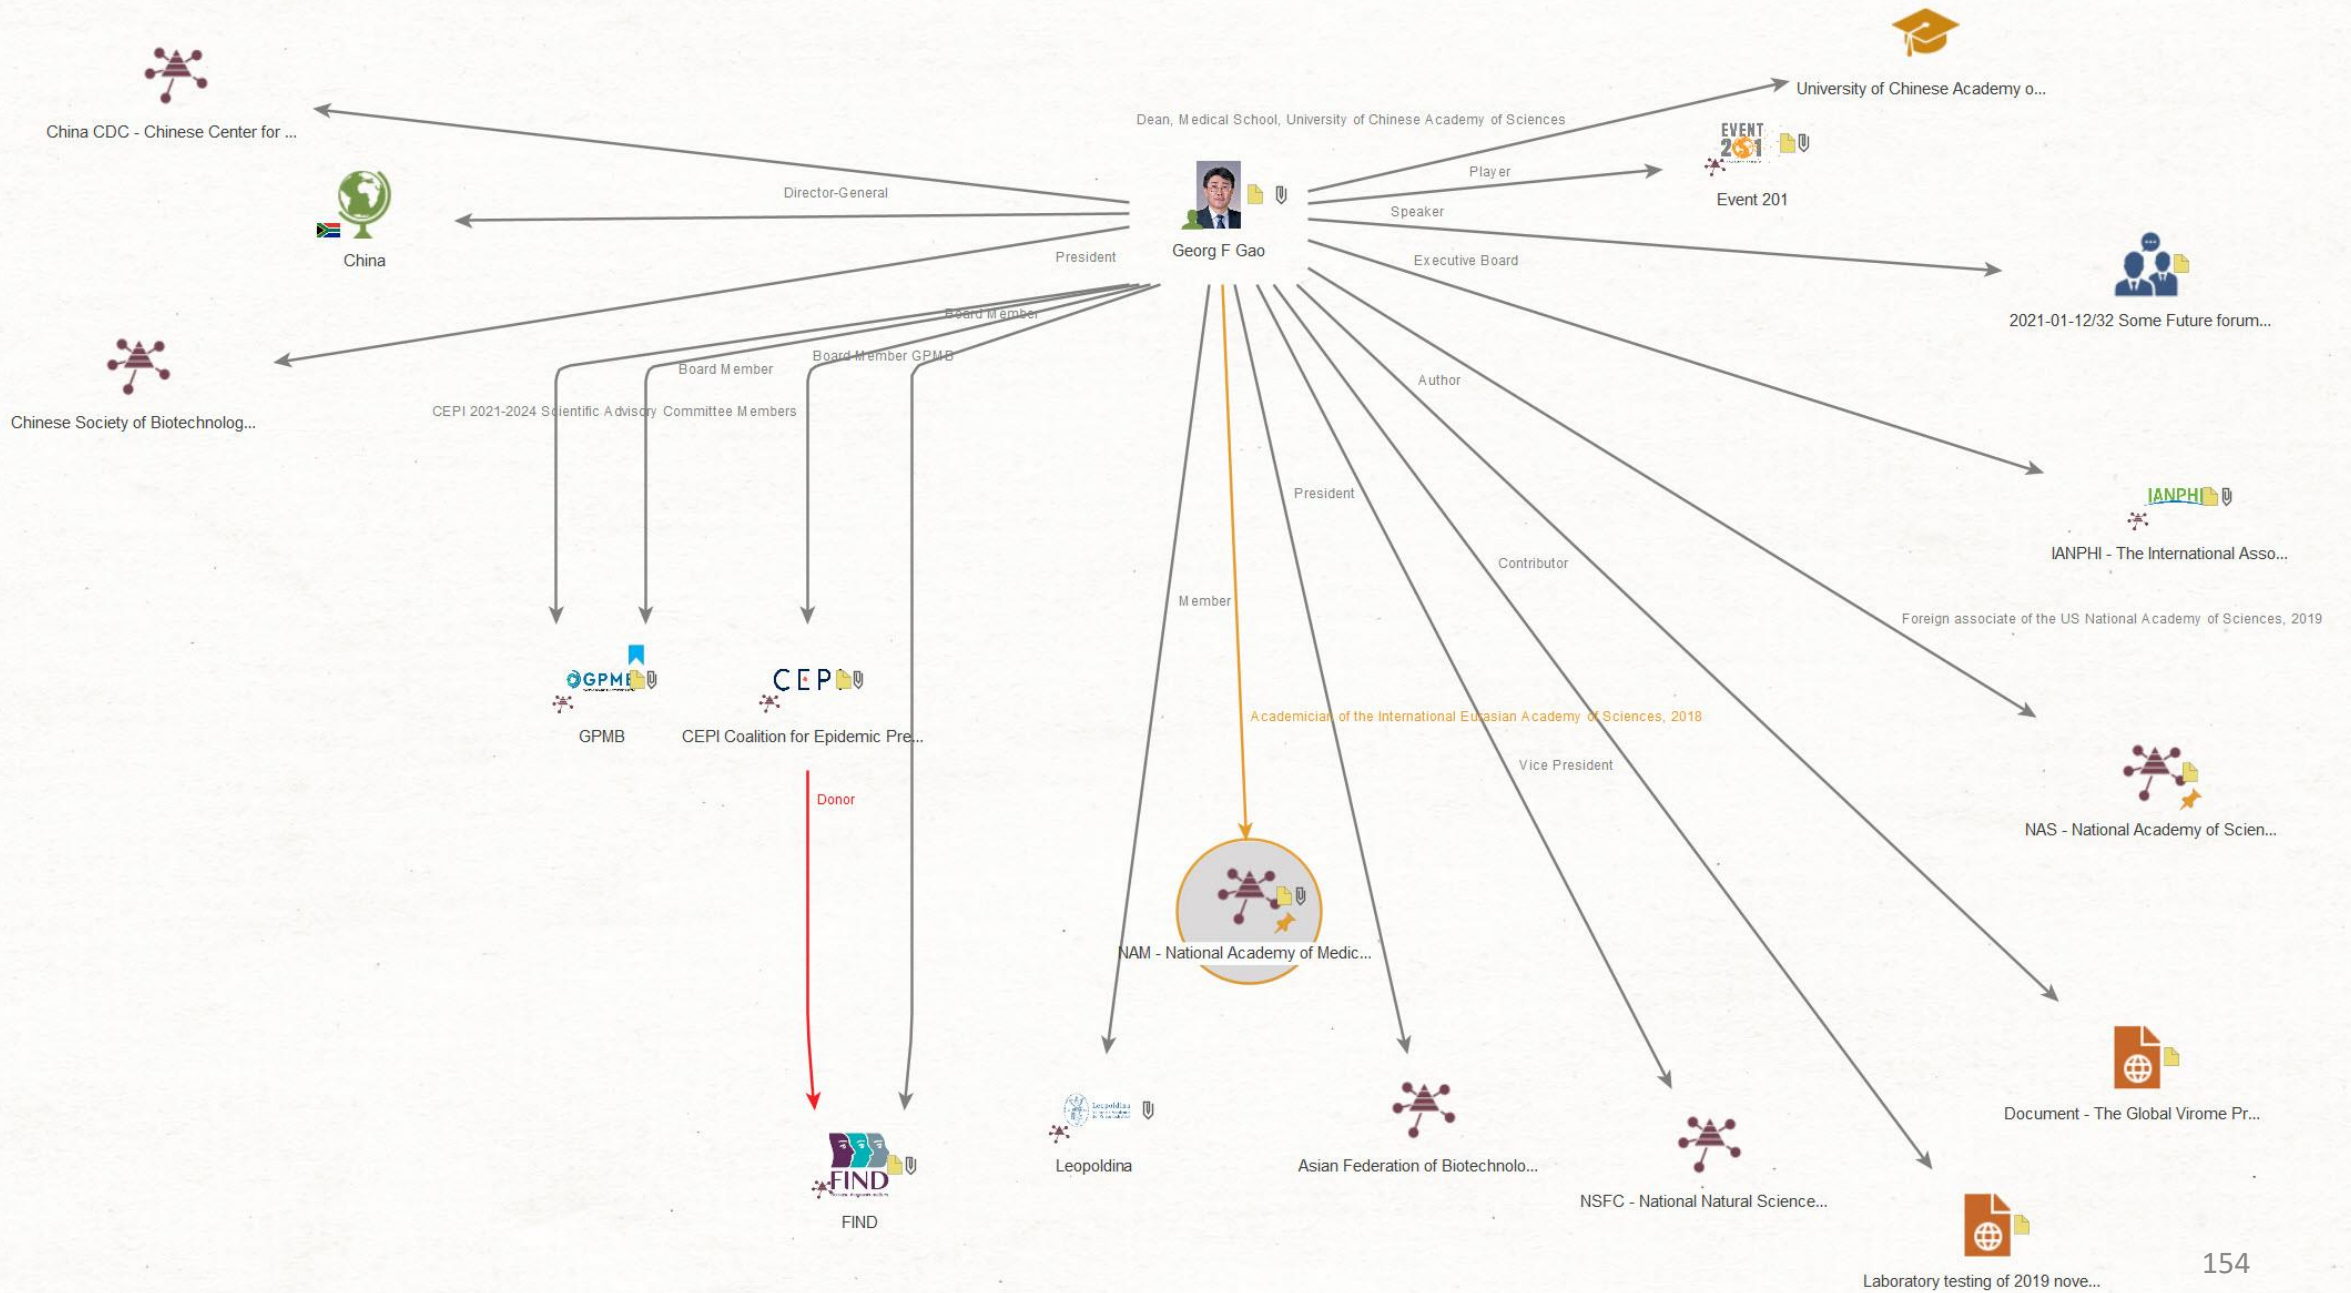 University of Chinese Academy o...
Dean, Medical School, University of Chinese Academy of Sciences
China CDC - Chinese Center for ...
EVENT
201
Player
Director-General
Event 201
Speaker
Georg F Gao
President
China
Executive Board
Board Member
2021-01-12/32 Some Future forum...
Board Member GPMB
Board Member
Author
CEPI 2021-2024 Scientific Advisory Committee Members
Chinese Society of Biotechnolog...
President
IANPHI
IANPHI - The International Asso...
Contributor
Member
Foreign associate of the US National Academy of Sciences, 2019
GPMB
CEPI
Academician of the International Eurasian Academy of Sciences, 2018
GPMB
CEPI Coalition for Epidemic Pre...
Vice President
Donor
NAS - National Academy of Scien...
NAM - National Academy of Medic...
Leopoldina
Document - The Global Virome Pr...
Leopoldina
Asian Federation of Biotechnolo...
FIND
NSFC - National Natural Science...
FIND
154
Laboratory testing of 2019 nove...